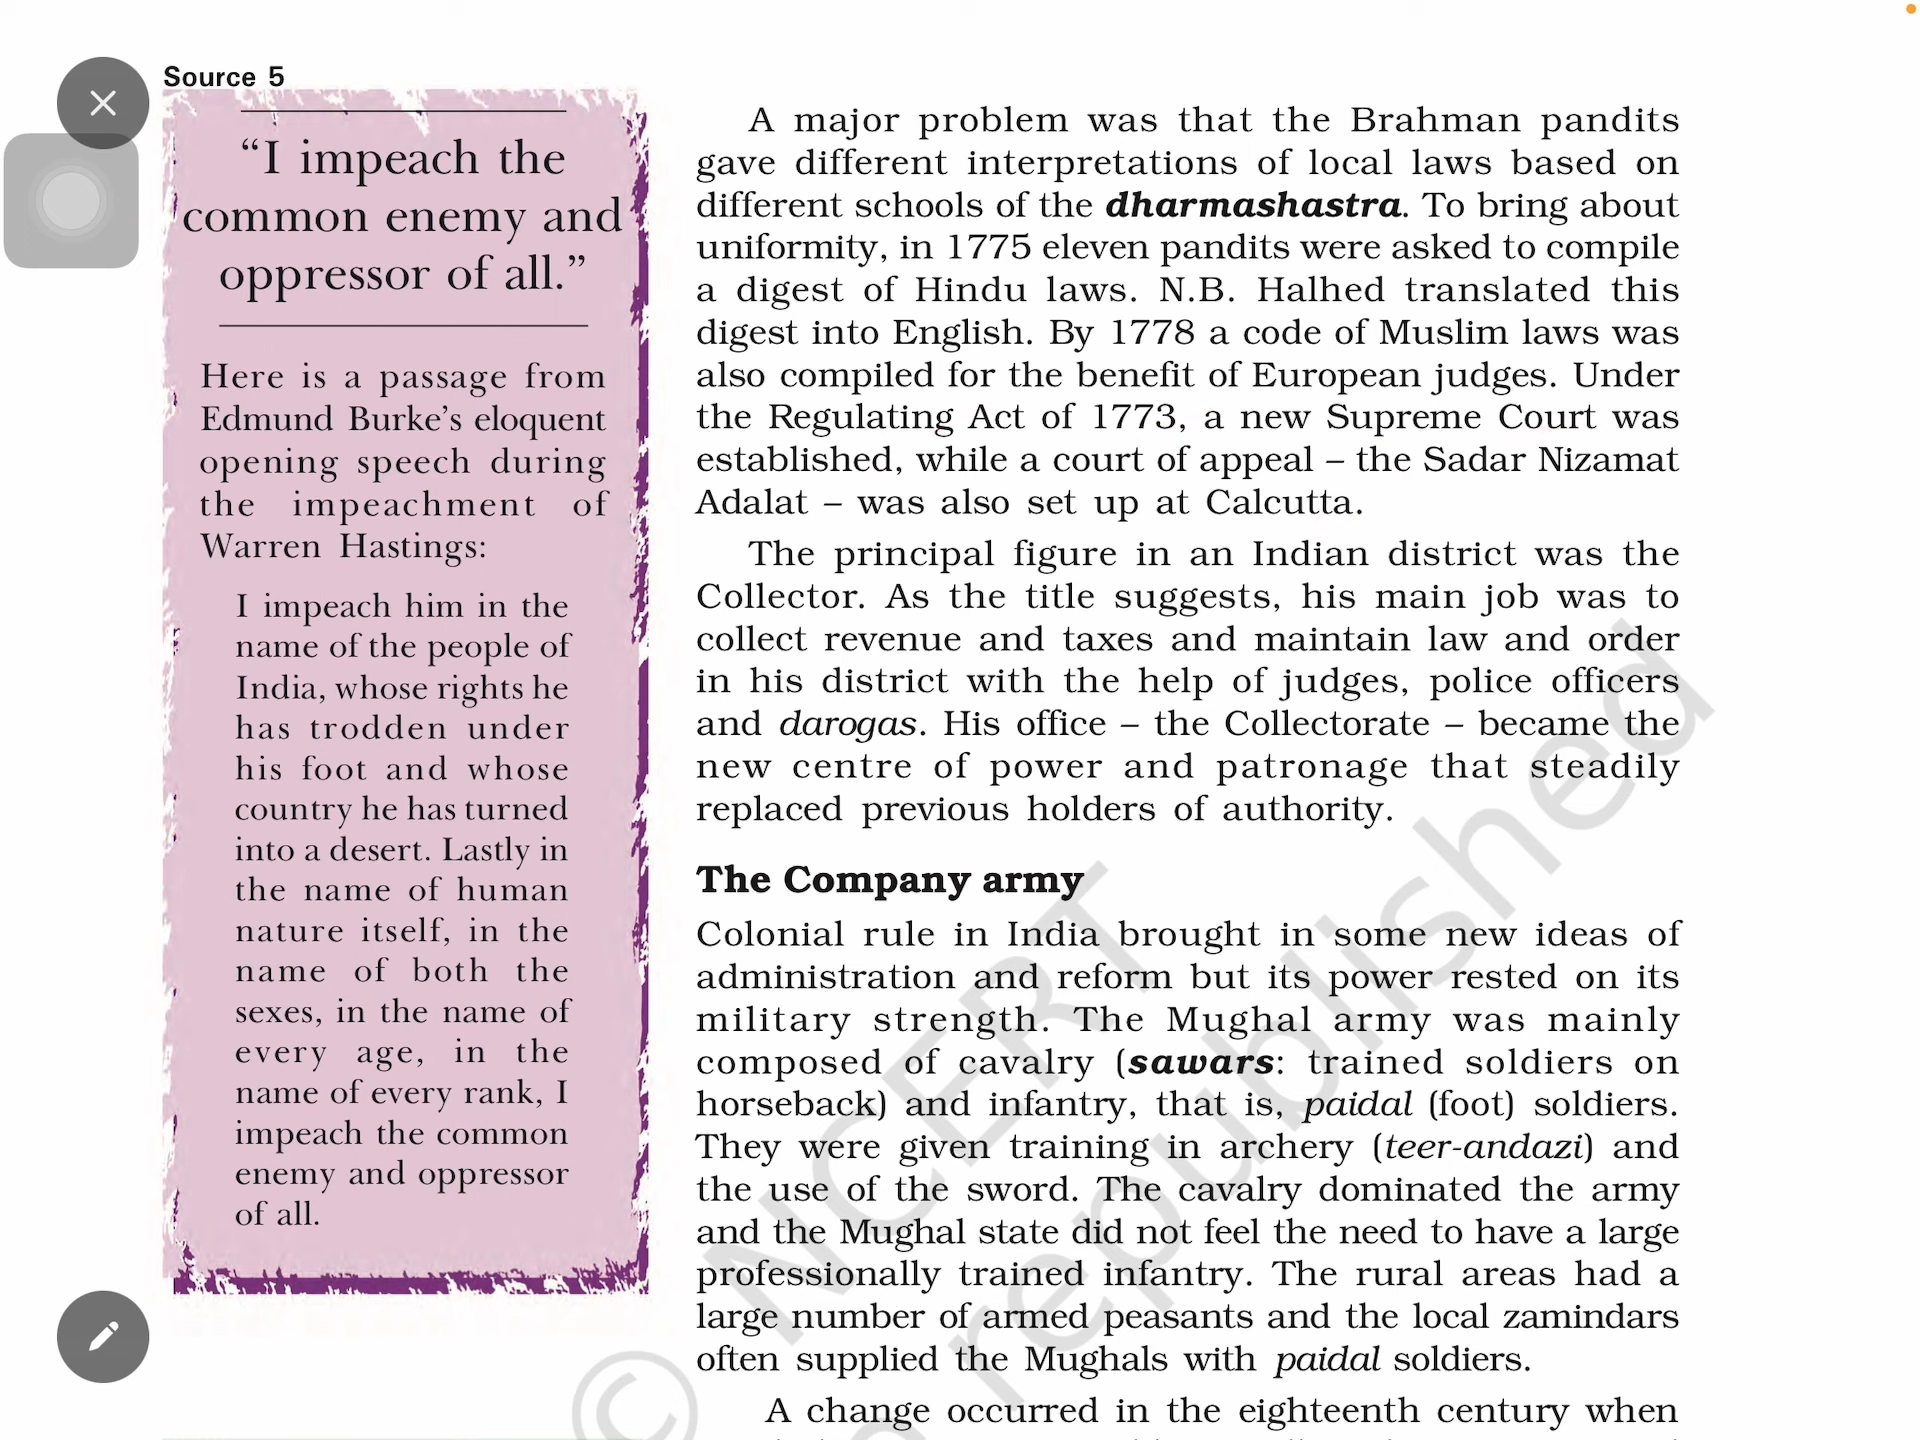 Source 5
“I impeach the
common enemy and
oppressor of all.”
Here is a passage from
Edmund Burke’s eloquent
opening speech during
the impeachment of
Warren Hastings:
I impeach him in the
name of the people of
India, whose rights he
has trodden under
his foot and whose
country he has turned
into a desert. Lastly in
the name of human
nature itself, in the
name of both the
sexes, in the name of
every age, in the
name of every rank, I
impeach the common
enemy and oppressor
of all.
A major problem was that the Brahman pandits
gave different interpretations of local laws based on
different schools of the dharmashastra. To bring about
uniformity, in 1775 eleven pandits were asked to compile
a digest of Hindu laws. N.B. Halhed translated this
digest into English. By 1778 a code of Muslim laws was
also compiled for the benefit of European judges. Under
the Regulating Act of 1773, a new Supreme Court was
established, while a court of appeal – the Sadar Nizamat
Adalat – was also set up at Calcutta.
The principal figure in an Indian district was the
Collector. As the title suggests, his main job was to
collect revenue and taxes and maintain law and order
in his district with the help of judges, police officers
and darogas. His office – the Collectorate – became the
new centre of power and patronage that steadily
replaced previous holders of authority.
The Company army
Colonial rule in India brought in some new ideas of
administration and reform but its power rested on its
military strength. The Mughal army was mainly
composed of cavalry (sawars: trained soldiers on
horseback) and infantry, that is, paidal (foot) soldiers.
They were given training in archery (teer-andazi) and
the use of the sword. The cavalry dominated the army
and the Mughal state did not feel the need to have a large
professionally trained infantry. The rural areas had a
large number of armed peasants and the local zamindars
often supplied the Mughals with paidal soldiers.
A change occurred in the eighteenth century when
© NCERT
republished